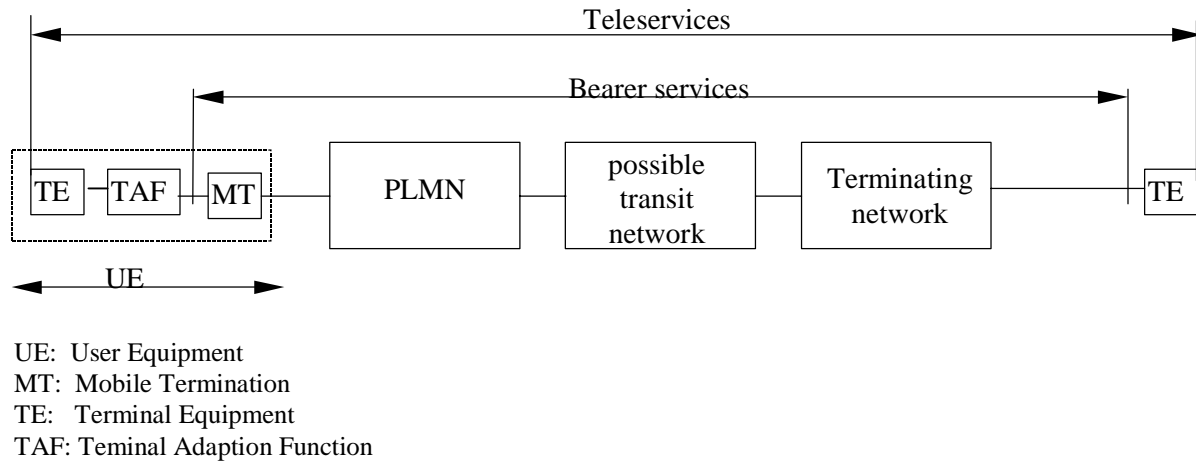 Teleservices
Bearer services
TE
TAF
MT
PLMN
possible
transit
network
Terminating
network
TE
UE
UE: User Equipment
MT: Mobile Termination
TE: Terminal Equipment
TAF: Teminal Adaption Function